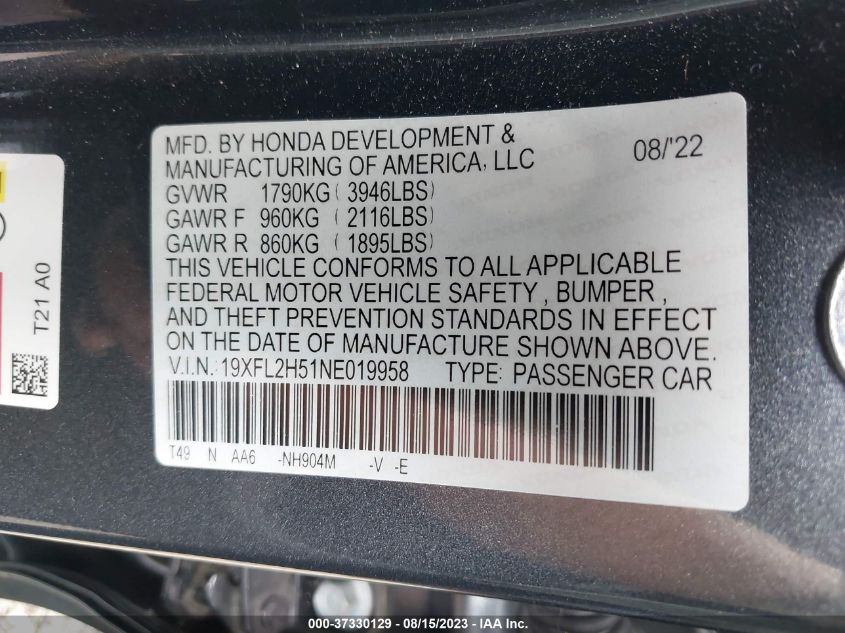 MFD. BY HONDA DEVELOPMENT &
MANUFACTURING OF AMERICA, LLC 08/'22
GVWR 1790KG ( 3946LBS)
GAWR F 960KG ( 2116LBS)
GAWR R 860KG ( 1895LBS)
THIS VEHICLE CONFORMS TO ALL APPLICABLE
FEDERAL MOTOR VEHICLE SAFETY , BUMPER ,
AND THEFT PREVENTION STANDARDS IN EFFECT
ON THE DATE OF MANUFACTURE SHOWN ABOVE.
V.I.N.: 19XFL2H51NE019958 TYPE: PASSENGER CAR
T49 N AA6 -NH904M -V -E
T21 A0
000-37330129 - 08/15/2023 - © IAA, Inc.